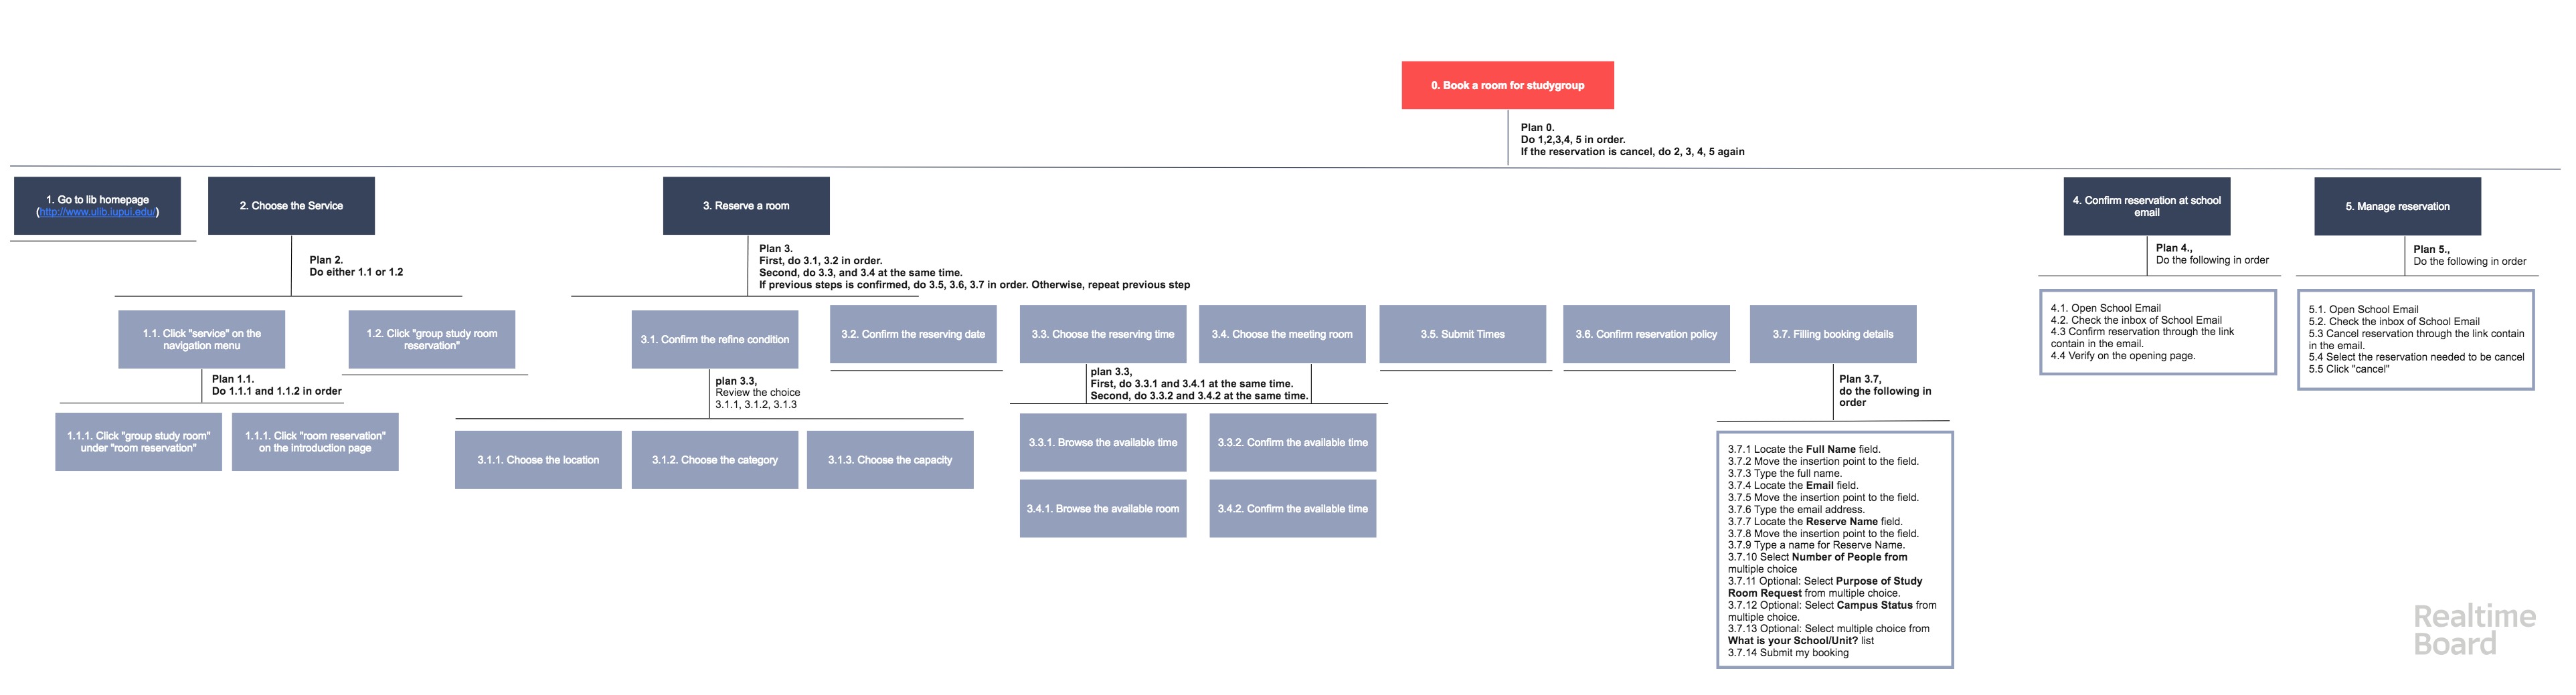 0. Book a room for studygroup
Plan 0.
Do 1,2,3,4, 5 in order.
If the reservation is cancel, do 2, 3, 4, 5 again
1. Go to lib homepage
(http://www.ulib.iupui.edu/)
2. Choose the Service
3. Reserve a room
4. Confirm reservation at school
email
5. Manage reservation
Plan 2.
Do either 1.1 or 1.2
Plan 3.
First, do 3.1, 3.2 in order.
Second, do 3.3, and 3.4 at the same time.
If previous steps is confirmed, do 3.5, 3.6, 3.7 in order. Otherwise, repeat previous step
Plan 4.,
Do the following in order
Plan 5.,
Do the following in order
1.1. Click "service" on the
navigation menu
1.2. Click "group study room
reservation"
3.1. Confirm the refine condition
3.2. Confirm the reserving date
3.3. Choose the reserving time
3.4. Choose the meeting room
3.5. Submit Times
3.6. Confirm reservation policy
3.7. Filling booking details
4.1. Open School Email
4.2. Check the inbox of School Email
4.3 Confirm reservation through the link
contain in the email.
4.4 Verify on the opening page.
5.1. Open School Email
5.2. Check the inbox of School Email
5.3 Cancel reservation through the link contain
in the email.
5.4 Select the reservation needed to be cancel
5.5 Click "cancel"
Plan 1.1.
Do 1.1.1 and 1.1.2 in order
plan 3.3,
Review the choice
3.1.1, 3.1.2, 3.1.3
plan 3.3,
First, do 3.3.1 and 3.4.1 at the same time.
Second, do 3.3.2 and 3.4.2 at the same time.
Plan 3.7,
do the following in
order
1.1.1. Click "group study room"
under "room reservation"
1.1.1. Click "room reservation"
on the introduction page
3.1.1. Choose the location
3.1.2. Choose the category
3.1.3. Choose the capacity
3.3.1. Browse the available time
3.3.2. Confirm the available time
3.4.1. Browse the available room
3.4.2. Confirm the available time
3.7.1 Locate the Full Name field.
3.7.2 Move the insertion point to the field.
3.7.3 Type the full name.
3.7.4 Locate the Email field.
3.7.5 Move the insertion point to the field.
3.7.6 Type the email address.
3.7.7 Locate the Reserve Name field.
3.7.8 Move the insertion point to the field.
3.7.9 Type a name for Reserve Name.
3.7.10 Select Number of People from
multiple choice
3.7.11 Optional: Select Purpose of Study
Room Request from multiple choice.
3.7.12 Optional: Select Campus Status from
multiple choice.
3.7.13 Optional: Select multiple choice from
What is your School/Unit? list
3.7.14 Submit my booking
Realtime
Board